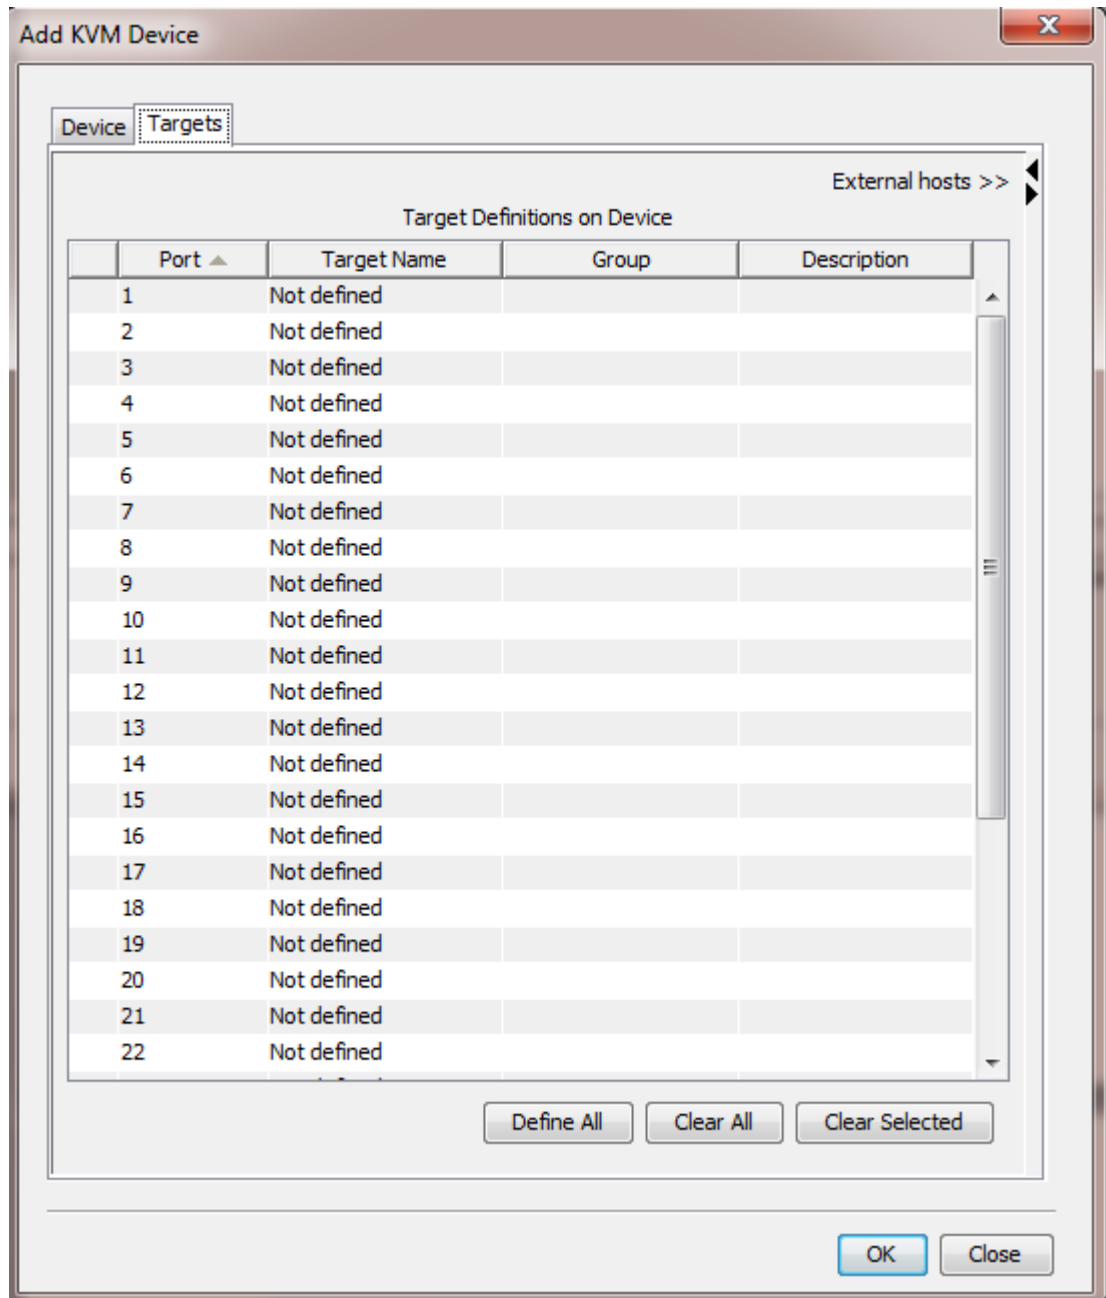 Add KVM Device
Device Targets
External hosts >>
Target Definitions on Device
Port Target Name Group Description
1 Not defined
2 Not defined
3 Not defined
4 Not defined
5 Not defined
6 Not defined
7 Not defined
8 Not defined
9 Not defined
10 Not defined
11 Not defined
12 Not defined
13 Not defined
14 Not defined
15 Not defined
16 Not defined
17 Not defined
18 Not defined
19 Not defined
20 Not defined
21 Not defined
22 Not defined
Define All Clear All Clear Selected
OK Close